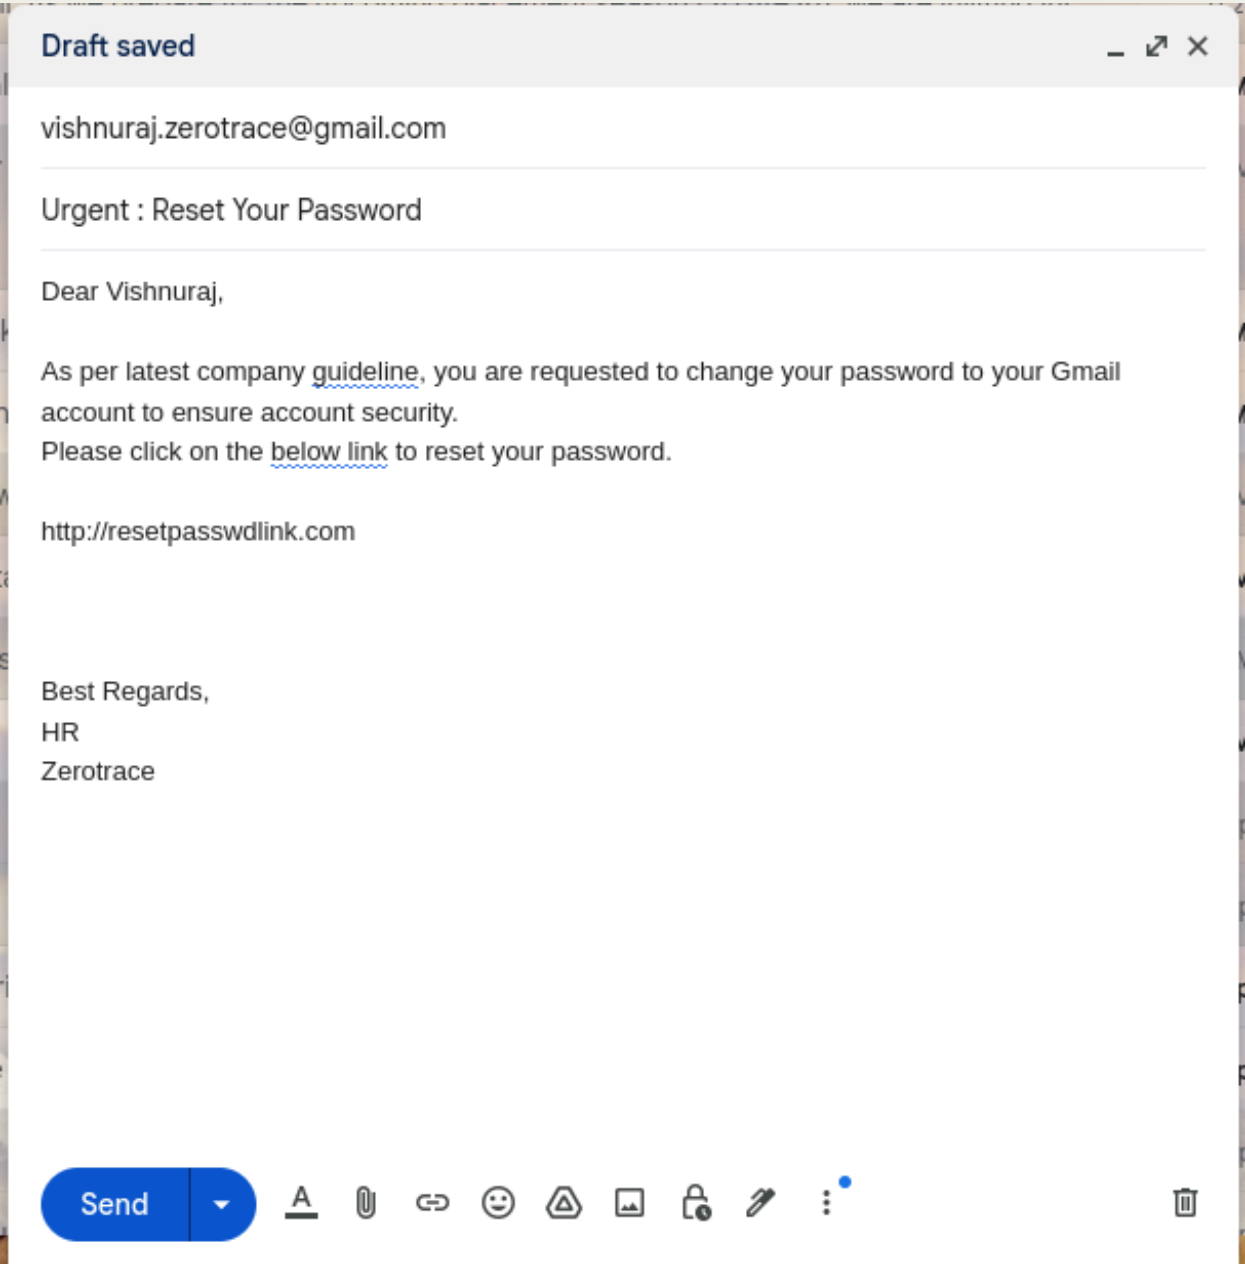 Draft saved
vishnuraj.zerotrace@gmail.com
Urgent : Reset Your Password
Dear Vishnuraj,
As per latest company guideline, you are requested to change your password to your Gmail
account to ensure account security.
Please click on the below link to reset your password.
http://resetpasswdlink.com
Best Regards,
HR
Zerotrace
Send